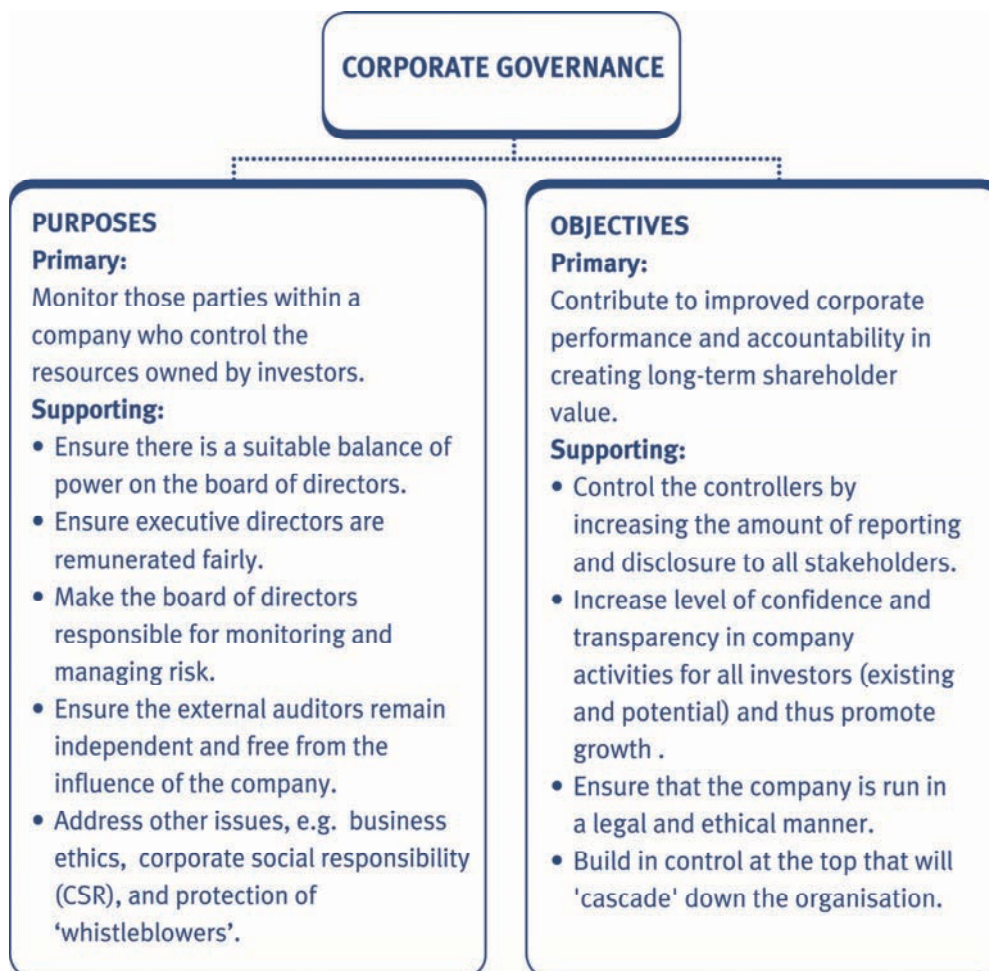 CORPORATE GOVERNANCE
PURPOSES
Primary:
Monitor those parties within a
company who control the
resources owned by investors.
Supporting:
• Ensure there is a suitable balance of
power on the board of directors.
• Ensure executive directors are
remunerated fairly.
• Make the board of directors
responsible for monitoring and
managing risk.
• Ensure the external auditors remain
independent and free from the
influence of the company.
• Address other issues, e.g. business
ethics, corporate social responsibility
(CSR), and protection of
‘whistleblowers’.
OBJECTIVES
Primary:
Contribute to improved corporate
performance and accountability in
creating long-term shareholder
value.
Supporting:
• Control the controllers by
increasing the amount of reporting
and disclosure to all stakeholders.
• Increase level of confidence and
transparency in company
activities for all investors (existing
and potential) and thus promote
growth .
• Ensure that the company is run in
a legal and ethical manner.
• Build in control at the top that will
'cascade' down the organisation.